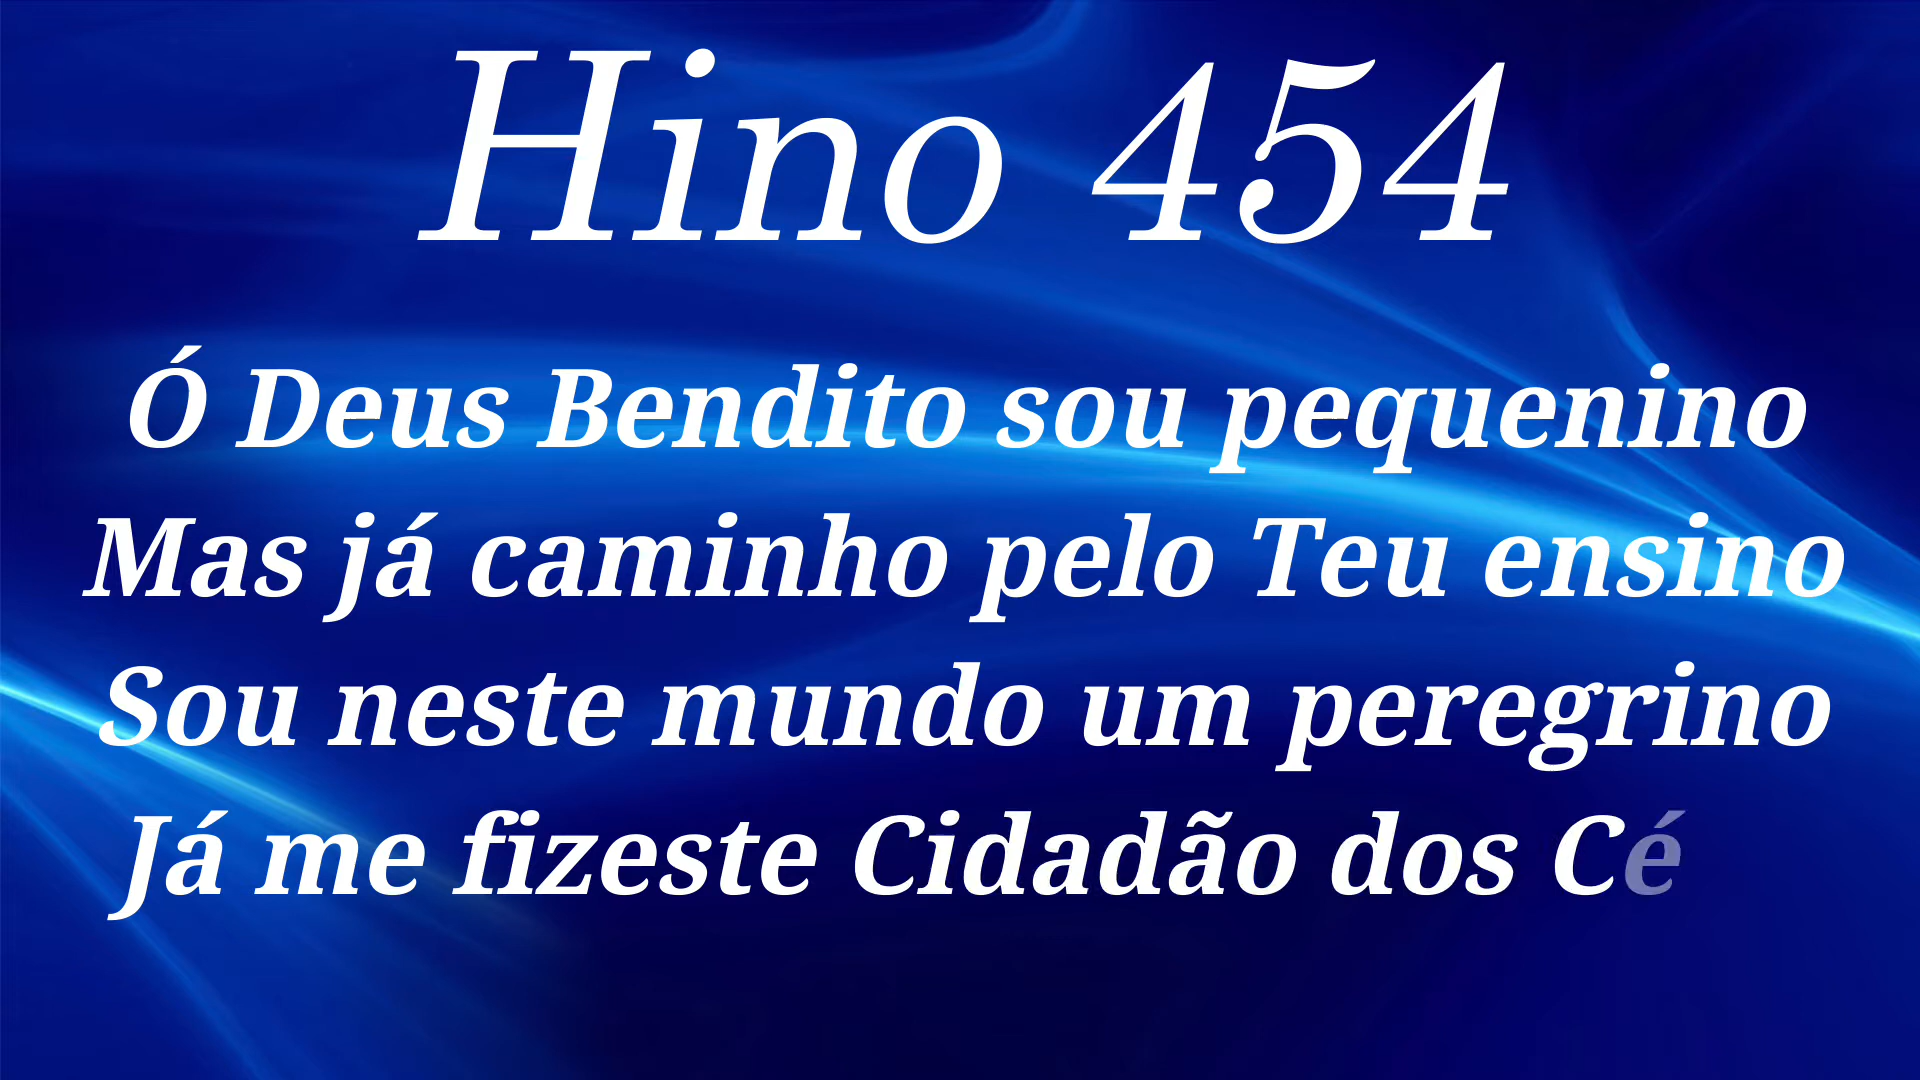 Hino 454
Ó Deus Bendito sou pequenino
Mas já caminho pelo Teu ensino
Sou neste mundo um peregrino
Já me fizeste Cidadão dos Cé